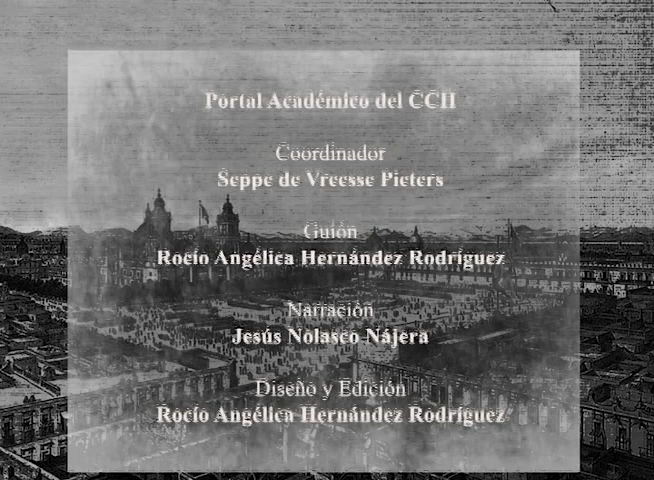 Portal Académico del CCH
Coordinador
Seppe de Vreesse Pieters
Guión
Rocío Angélica Hernández Rodríguez
Narración
Jesús Nolasco Nájera
Diseño y Edición
Rocío Angélica Hernández Rodríguez